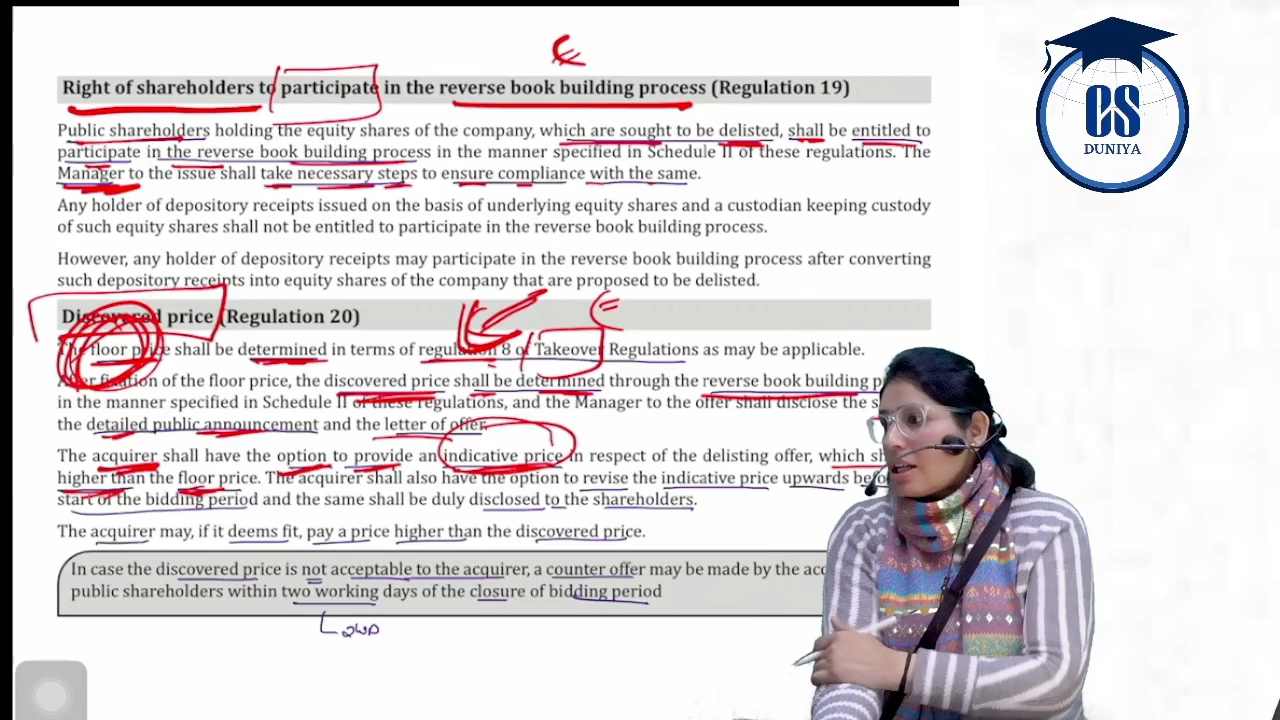 Right of shareholders to participate in the reverse book building process (Regulation 19)
Public shareholders holding the equity shares of the company, which are sought to be delisted, shall be entitled to
participate in the reverse book building process in the manner specified in Schedule II of these regulations. The
Manager to the issue shall take necessary steps to ensure compliance with the same.
Any holder of depository receipts issued on the basis of underlying equity shares and a custodian keeping custody
of such equity shares shall not be entitled to participate in the reverse book building process.
However, any holder of depository receipts may participate in the reverse book building process after converting
such depository receipts into equity shares of the company that are proposed to be delisted.
Discovered price (Regulation 20)
The floor price shall be determined in terms of regulation 8 of Takeover Regulations as may be applicable.
After fixation of the floor price, the discovered price shall be determined through the reverse book building
in the manner specified in Schedule II of these regulations, and the Manager to the offer shall disclose the
the detailed public announcement and the letter of offer.
The acquirer shall have the option to provide an indicative price in respect of the delisting offer, which
higher than the floor price. The acquirer shall also have the option to revise the indicative price upwards
start of the bidding period and the same shall be duly disclosed to the shareholders.
The acquirer may, if it deems fit, pay a price higher than the discovered price.
In case the discovered price is not acceptable to the acquirer, a counter offer may be made by the
public shareholders within two working days of the closure of bidding period
2WD
CS
DUNIYA